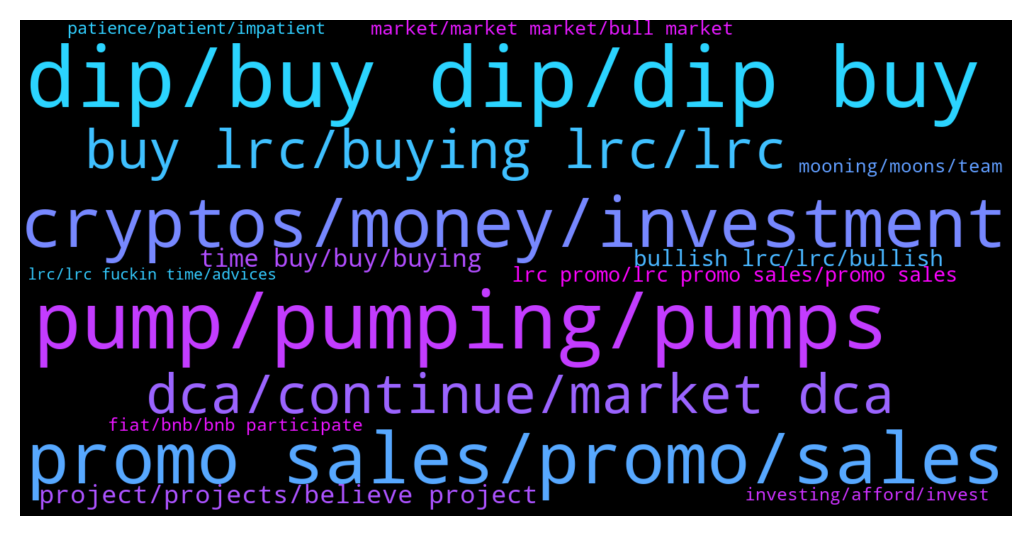 patience/patient/impatient
market/market market/bull market
dip/buy dip/dip buy
buy lrc/buying lrc/lrc
mooning/moons/team
cryptos/money/investment
time buy/buy/buying
bullish lrc/lrc/bullish
lrc/lrc fuckin time/advices
lrc promo/lrc promo sales/promo sales
pump/pumping/pumps
dca/continue/market dca
fiat/bnb/bnb participate
promo sales/promo/sales
project/projects/believe project
investing/afford/invest